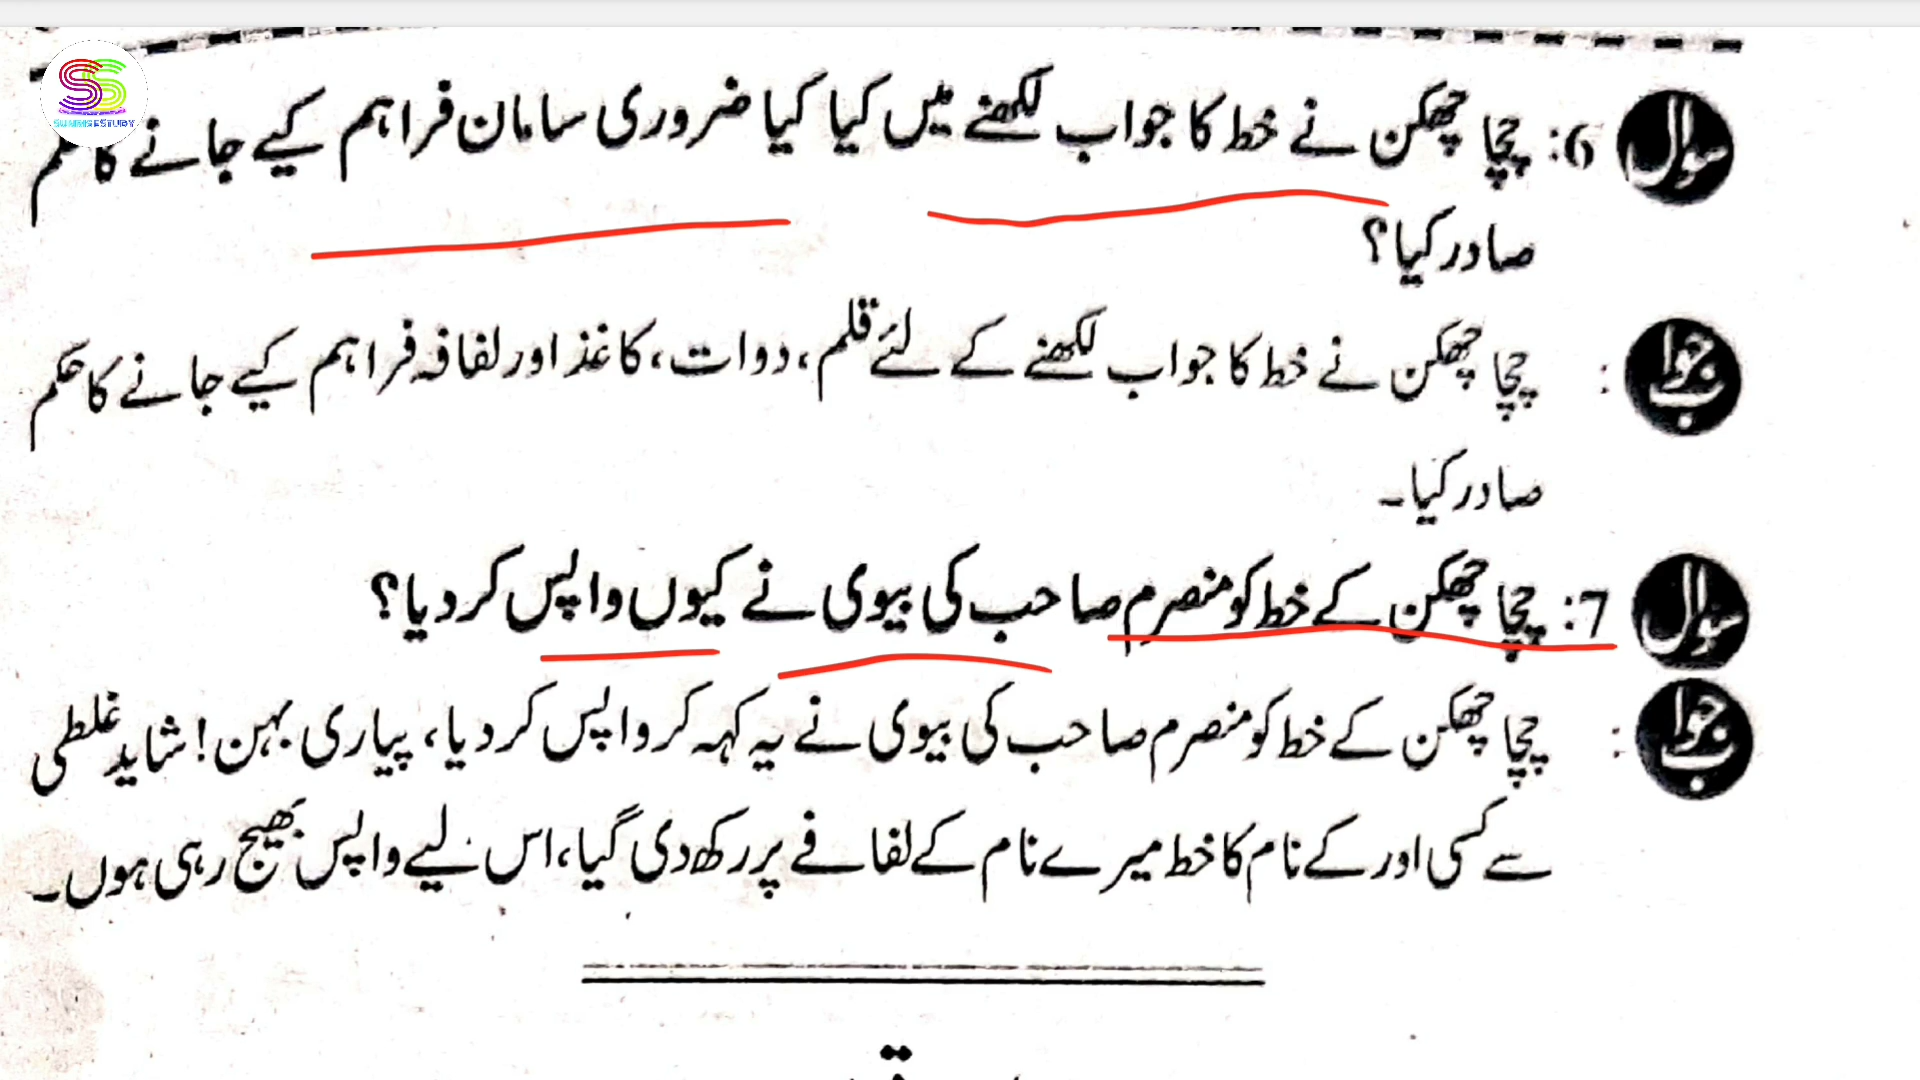 SS
سوال 6: چچا چھکن نے خط کا جواب لکھنے میں کیا کیا ضروری سامان فراہم کیے جانے کا حکم
صادر کیا؟
جواب : چچا چھکن نے خط کا جواب لکھنے کے لئے قلم، دوات، کاغذ اور لفافہ فراہم کیے جانے کا حکم
صادر کیا۔
سوال 7: چچا چھکن کے خط کو منصرم صاحب کی بیوی نے کیوں واپس کر دیا؟
جواب : چچا چھکن کے خط کو منصرم صاحب کی بیوی نے یہ کہہ کر واپس کر دیا، پیاری بہن! شاید غلطی
سے کسی اور کے نام کا خط میرے نام کے لفافے پر رکھ دی گیا، اس لیے واپس بھیج رہی ہوں۔